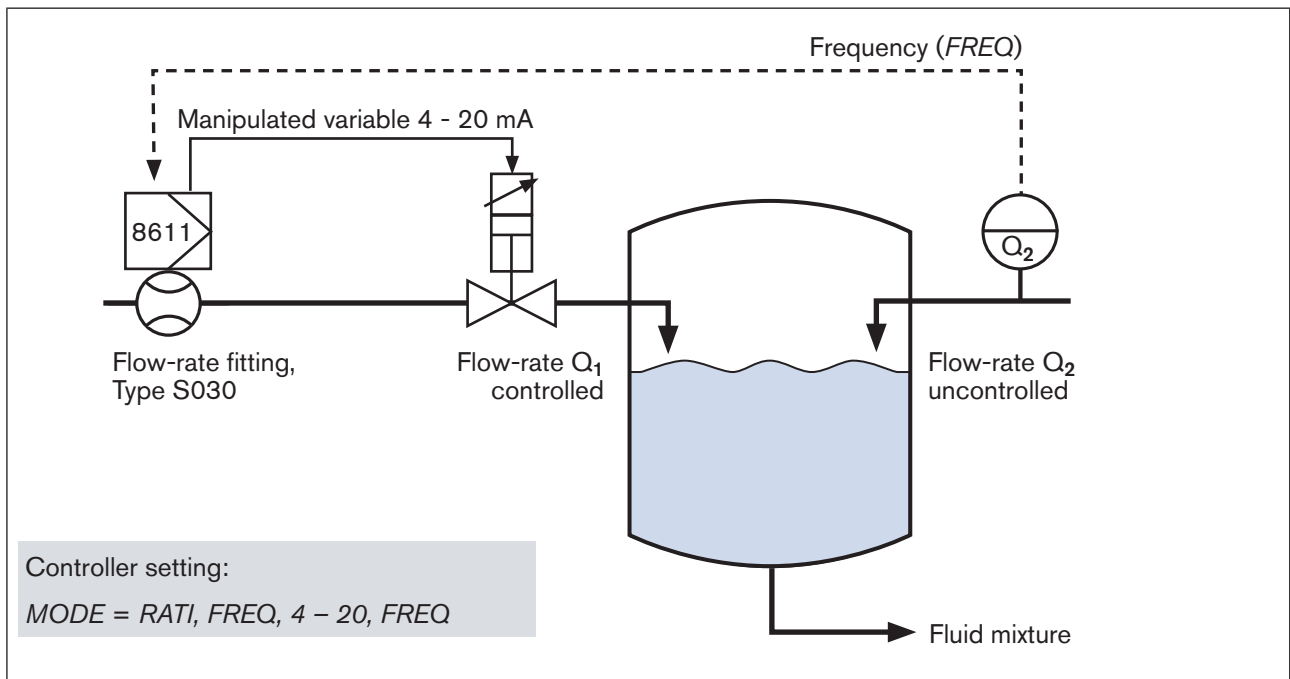 Frequency (FREQ)
Manipulated variable 4 - 20 mA
8611
Q2
Flow-rate fitting,
Type S030
Flow-rate Q1
controlled
Flow-rate Q2
uncontrolled
Controller setting:
MODE = RATI, FREQ, 4 – 20, FREQ
Fluid mixture